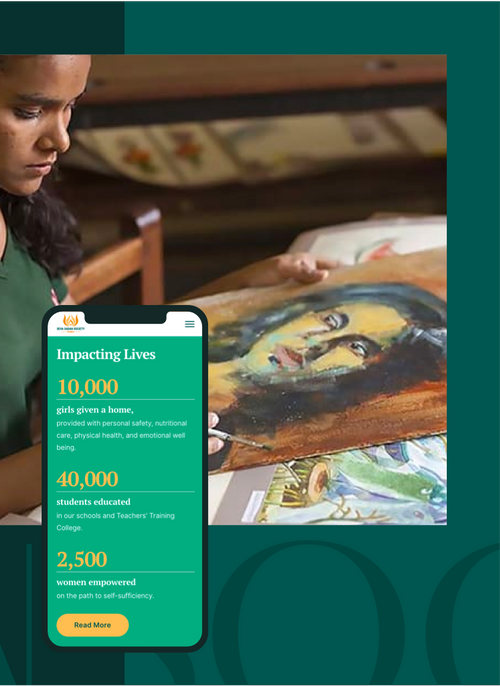 Impacting Lives
10,000
girls given a home,
provided with personal safety, nutritional
care, physical health, and emotional well
being.
40,000
students educated
in our schools and Teachers' Training
College.
2,500
women empowered
on the path to self-sufficiency.
Read More